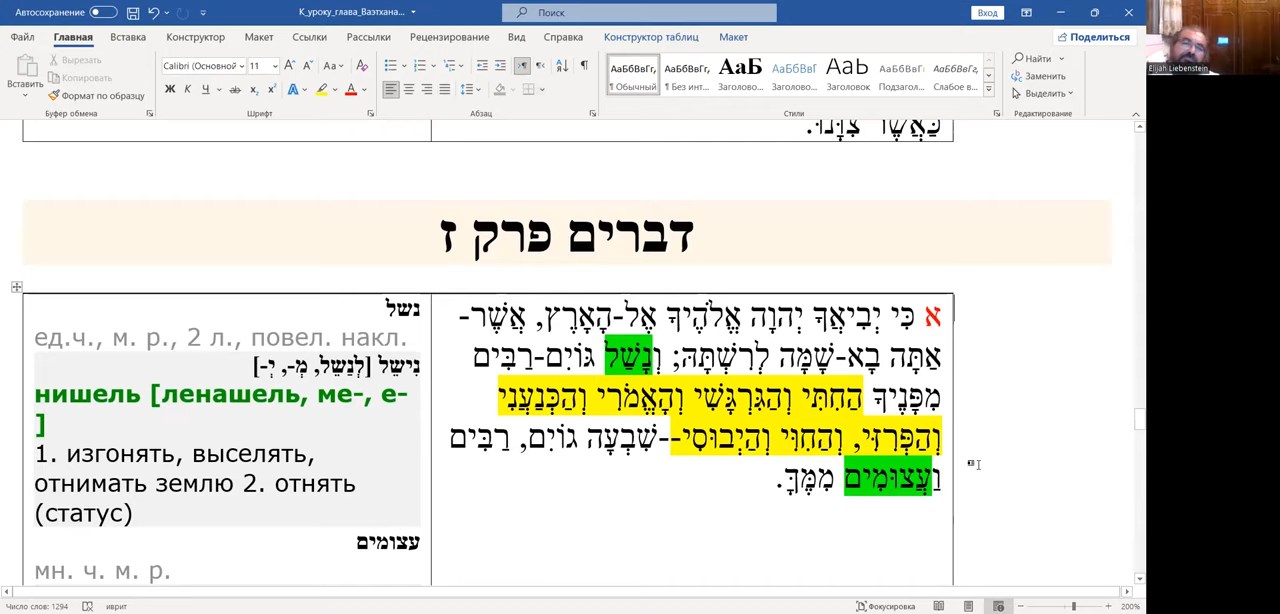 Автосохранение
К_уроку_глава_Ваэтхана...
Поиск
Вход
Файл Главная Вставка Конструктор Макет Ссылки Рассылки Рецензирование Вид Справка Конструктор таблиц Макет
Поделиться
Elijah Liebenstein
Вставить
Вырезать
Копировать
Формат по образцу
Calibri (Основной 11
Ж К Ч
АаБбВвГг, АаБбВвГг, АаБ АаБбВвГ АаЬ АаБбВвГ АаБбВвГг,
Обычный Без инт... Заголово... Заголово... Заголовок Подзагол... Слабое в...
Найти
Заменить
Выделить
Буфер обмена Шрифт Абзац Стили Редактирование
כַּאֲשֶׁר צִוָּנוּ.
דברים פרק ז
נשל
ед.ч., м. р., 2 л., повел. накл.
נִישֵּל [לְנַשֵּל, מְ-, יְ-]
нишель [ленашель, ме-, е-
]
1. изгонять, выселять,
отнимать землю 2. отнять
(статус)
עצומים
мн. ч. м. р.
א כִּי יְבִיאֲךָ יְהוָה אֱלֹהֶיךָ אֶל-הָאָרֶץ, אֲשֶׁר-
אַתָּה בָא-שָׁמָּה לְרִשְׁתָּהּ; וְנָשַׁל גּוֹיִם-רַבִּים
מִפָּנֶיךָ הַחִתִּי וְהַגִּרְגָּשִׁי וְהָאֱמֹרִי וְהַכְּנַעֲנִי
וְהַפְּרִזִּי, וְהַחִוִּי וְהַיְבוּסִי--שִׁבְעָה גוֹיִם, רַבִּים
וַעֲצוּמִים מִמֶּךָּ.
Число слов: 1294 иврит
Фокусировка
200%